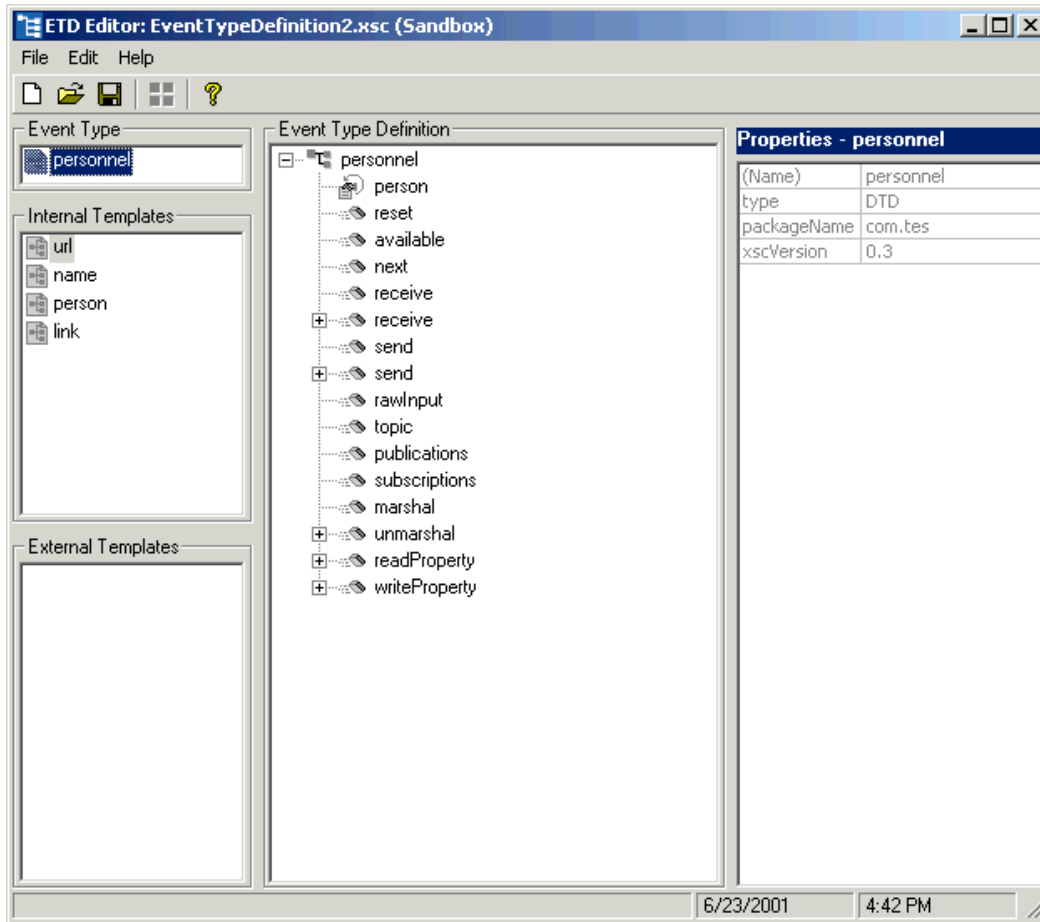 ETD Editor: EventTypeDefinition2.xsc (Sandbox)
File Edit Help
Event Type
personnel
Internal Templates
url
name
person
link
External Templates
Event Type Definition
personnel
person
reset
available
next
receive
receive
send
send
rawInput
topic
publications
subscriptions
marshal
unmarshal
readProperty
writeProperty
Properties - personnel
(Name) personnel
type DTD
packageName com.tes
xscVersion 0.3
6/23/2001 4:42 PM